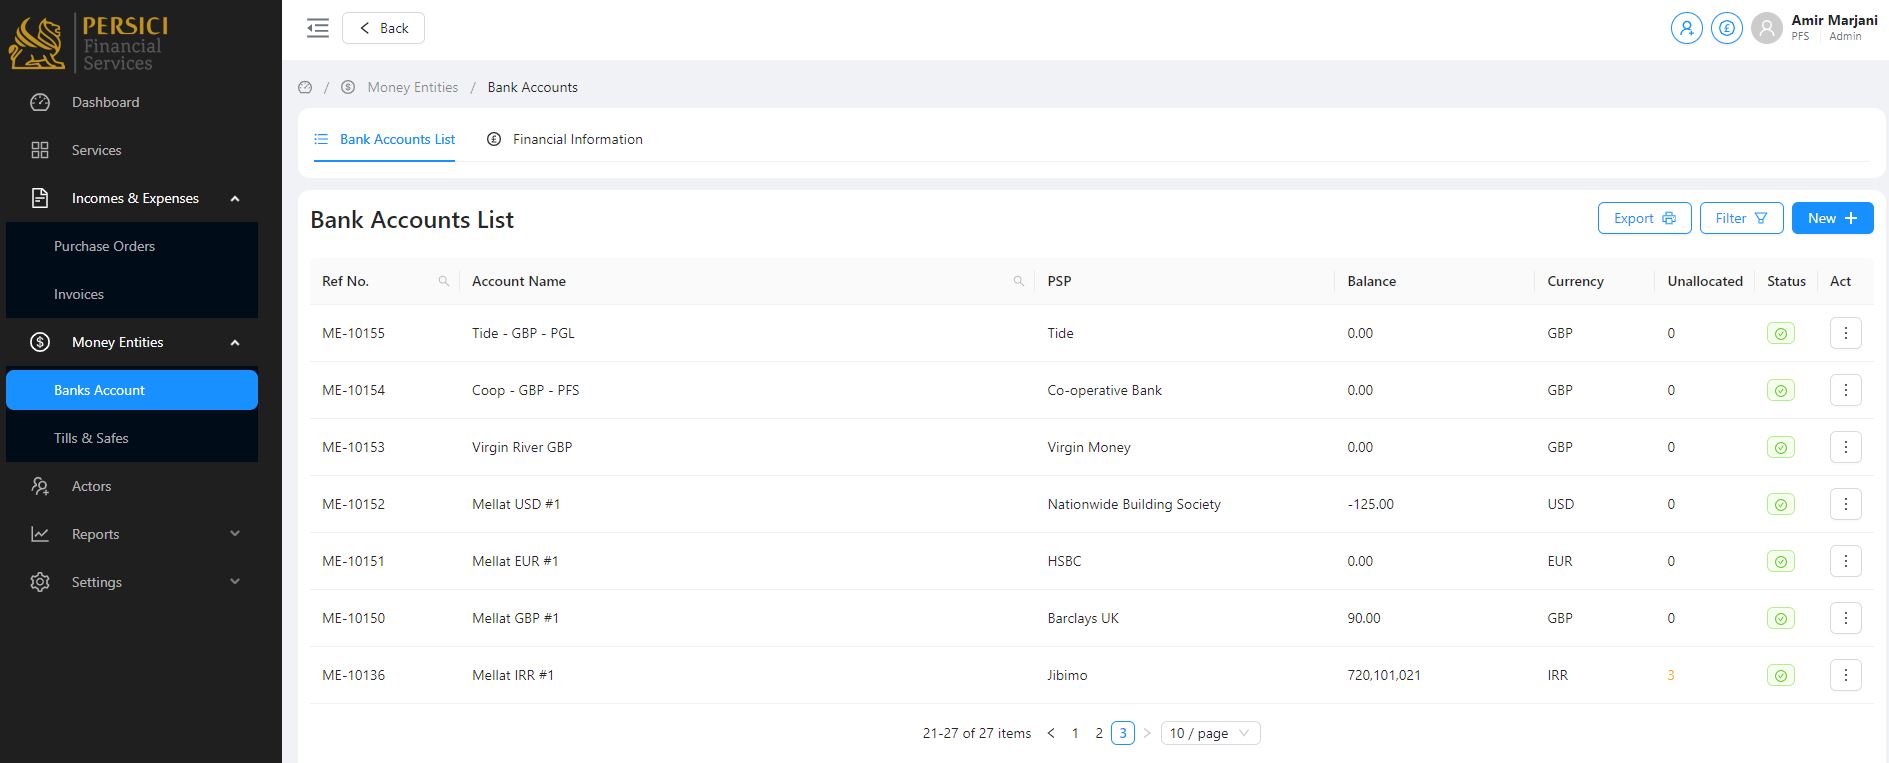 PERSICI
Financial
Services
Dashboard
Services
Incomes & Expenses
Purchase Orders
Invoices
Money Entities
Banks Account
Tills & Safes
Actors
Reports
Settings
Back
Amir Marjani
PFS Admin
/ Money Entities / Bank Accounts
Bank Accounts List Financial Information
Bank Accounts List
Export Filter New +
Ref No. Account Name PSP Balance Currency Unallocated Status Act
ME-10155 Tide - GBP - PGL Tide 0.00 GBP 0
ME-10154 Coop - GBP - PFS Co-operative Bank 0.00 GBP 0
ME-10153 Virgin River GBP Virgin Money 0.00 GBP 0
ME-10152 Mellat USD #1 Nationwide Building Society -125.00 USD 0
ME-10151 Mellat EUR #1 HSBC 0.00 EUR 0
ME-10150 Mellat GBP #1 Barclays UK 90.00 GBP 0
ME-10136 Mellat IRR #1 Jibimo 720,101,021 IRR 3
21-27 of 27 items < 1 2 3 > 10 / page